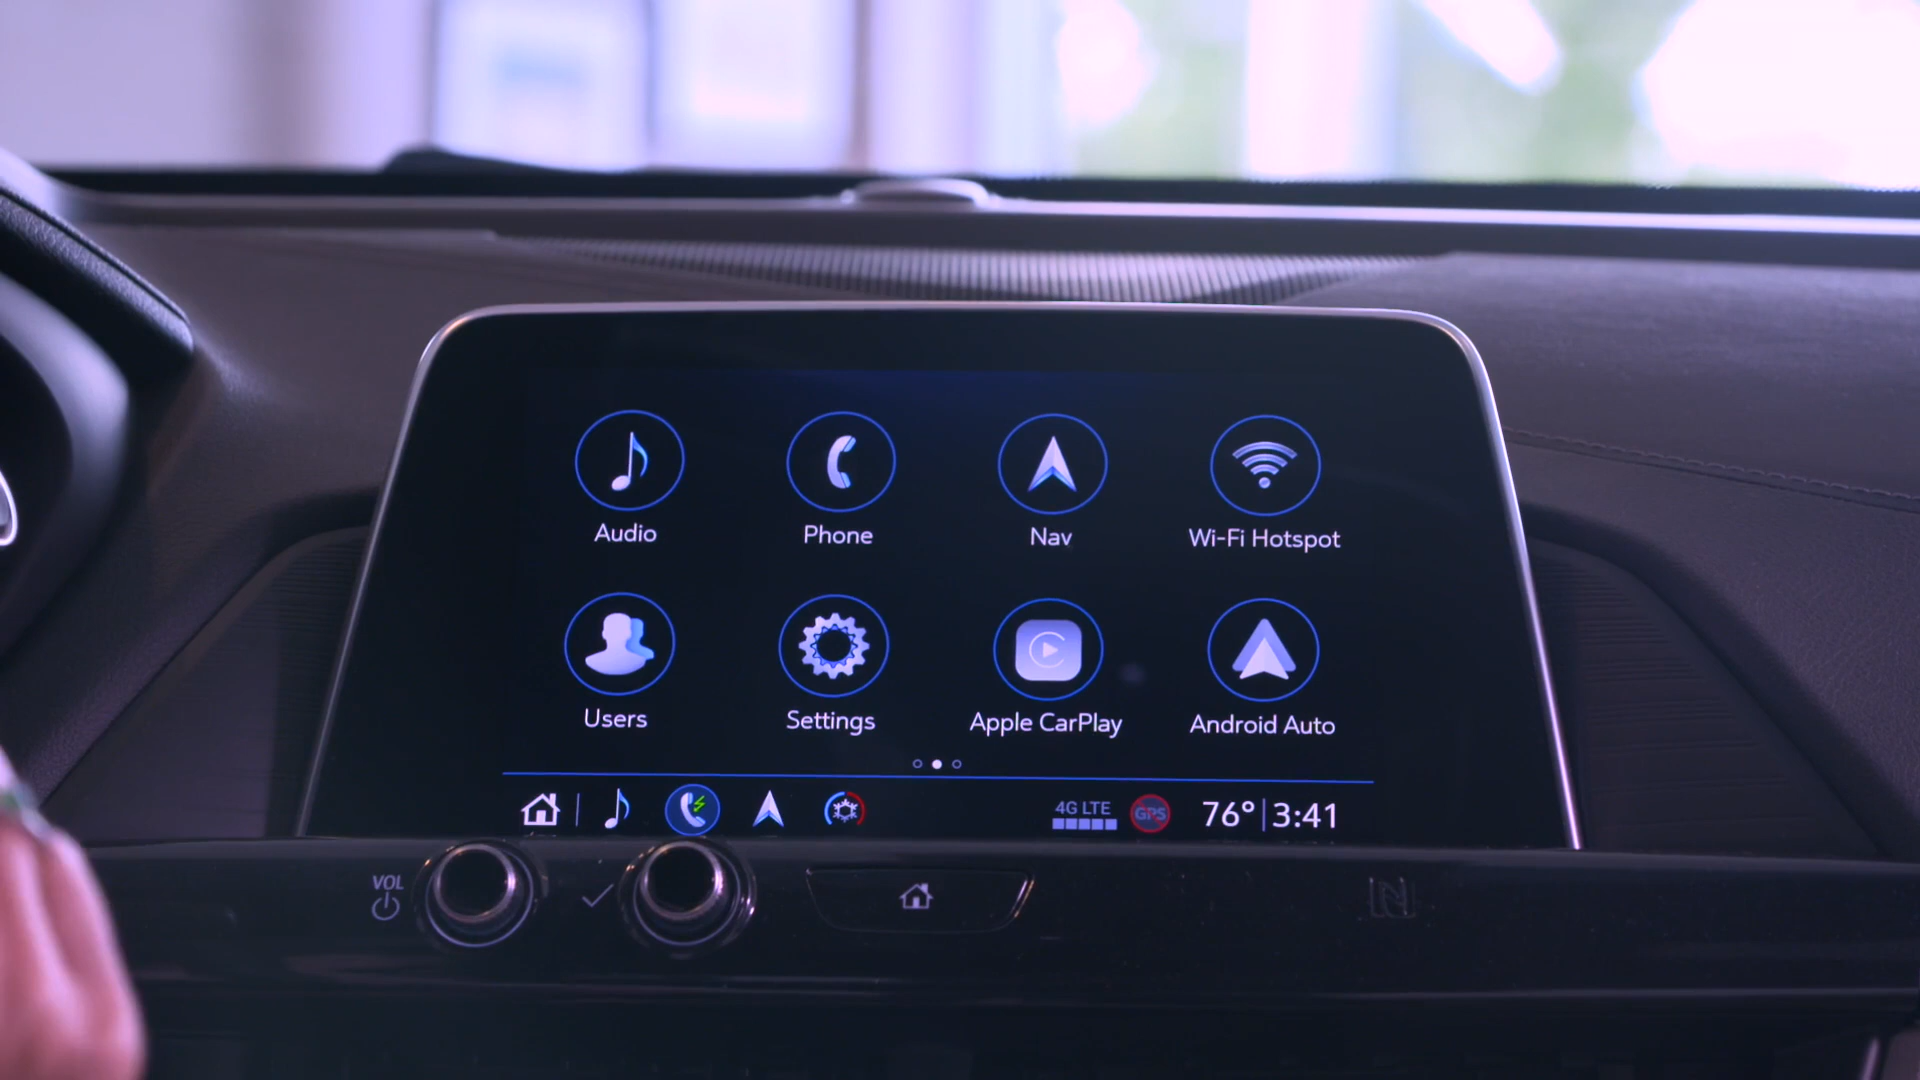 Audio
Phone
Nav
Wi-Fi Hotspot
Users
Settings
Apple CarPlay
Android Auto
4G LTE
GPS
76°
3:41
VOL